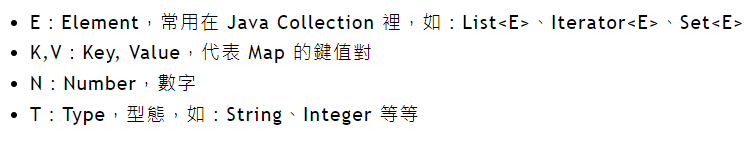 • E：Element，常用在 Java Collection 裡，如：List<E>、Iterator<E>、Set<E>
• K,V：Key, Value，代表 Map 的鍵值對
• N：Number，數字
• T：Type，型態，如：String、Integer 等等